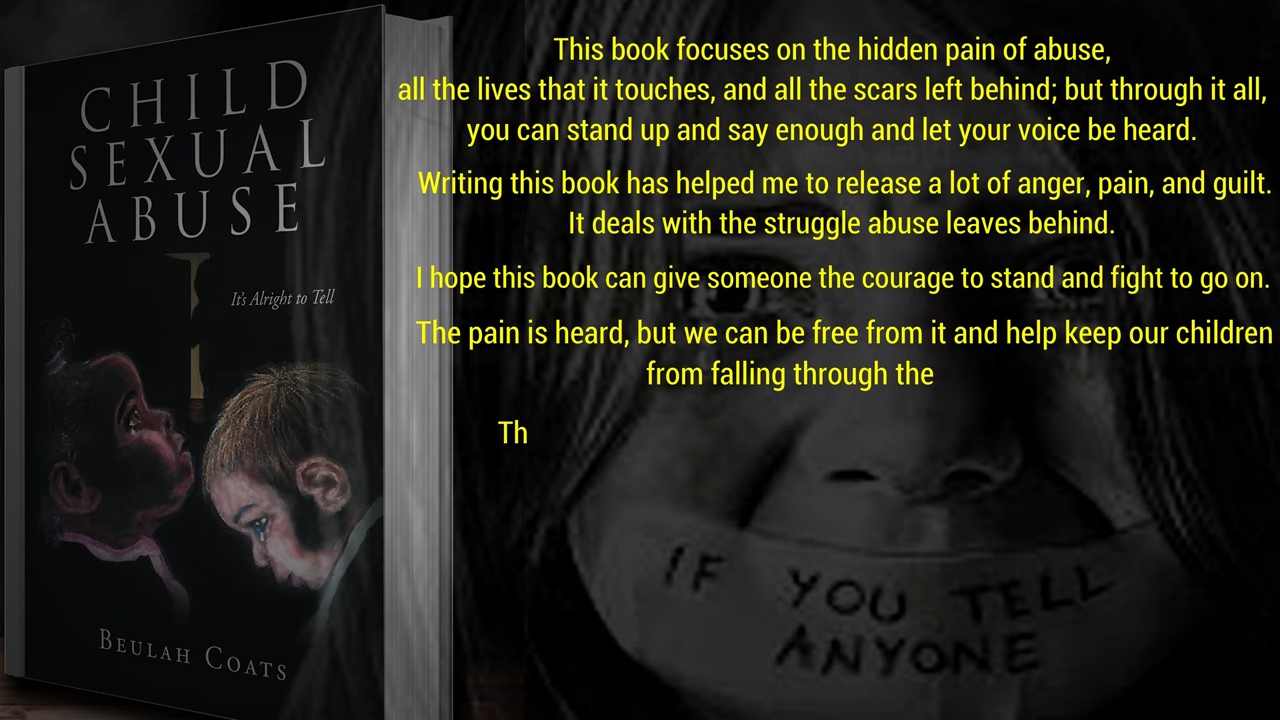 CHILD
SEXUAL
ABUSE
It's Alright to Tell
BEULAH COATS
This book focuses on the hidden pain of abuse,
all the lives that it touches, and all the scars left behind; but through it all,
you can stand up and say enough and let your voice be heard.
Writing this book has helped me to release a lot of anger, pain, and guilt.
It deals with the struggle abuse leaves behind.
I hope this book can give someone the courage to stand and fight to go on.
The pain is heard, but we can be free from it and help keep our children
from falling through the
Th
IF YOU TELL
ANYONE